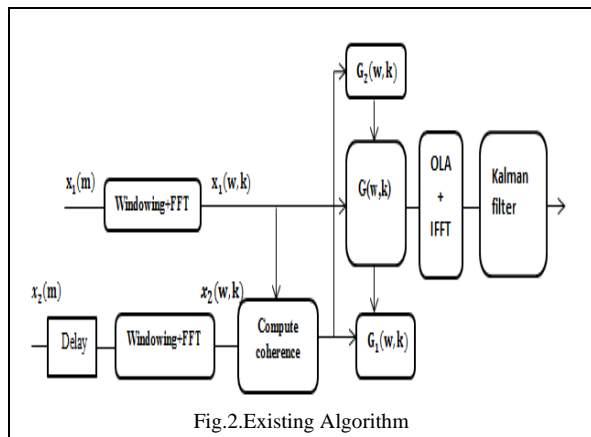 G₂(w,k)
x₁(m)
Windowing+FFT
x₁(w,k)
G(w,k)
OLA
+
IFFT
Kalman
filter
x₂(m)
Delay
Windowing+FFT
x₂(w,k)
Compute
coherence
G₁(w,k)
Fig.2.Existing Algorithm